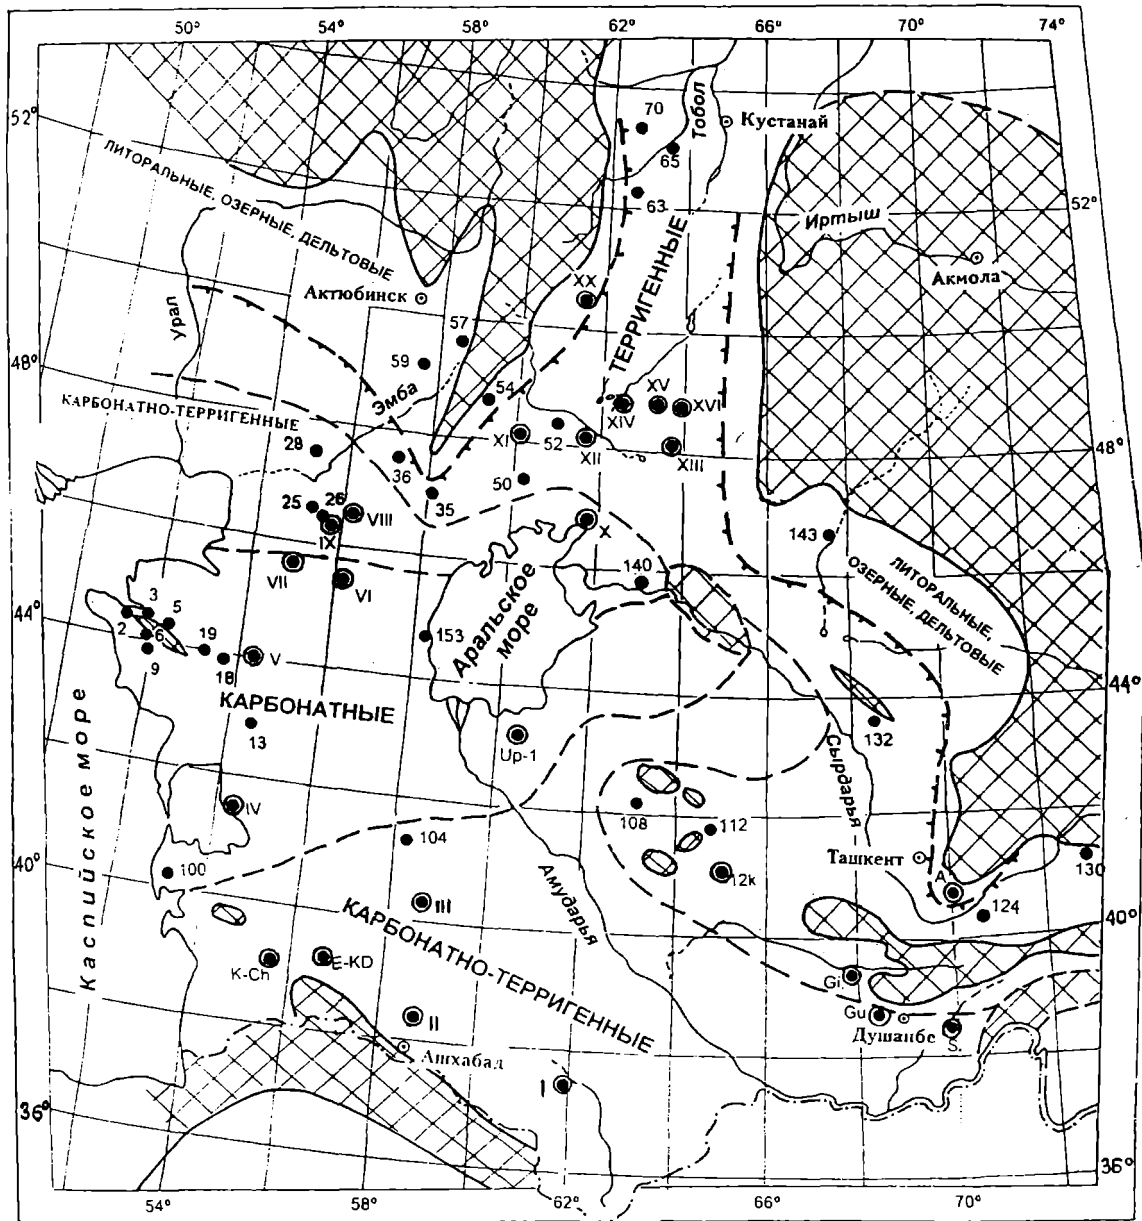 50° 54° 58° 62° 66° 70° 74°
52°
70
Тобол
Кустанай
65
63
52°
ЛИТОРАЛЬНЫЕ, ОЗЕРНЫЕ, ДЕЛЬТОВЫЕ
Иртыш
Акмола
ТЕРРИГЕННЫЕ
XX
Актюбинск
Урал
57
59
48°
Эмба
54
XV
XIV
XVI
КАРБОНАТНО-ТЕРРИГЕННЫЕ
XI
52
XII
XIII
48°
28
36
35
50
25
26
VIII
IX
X
143
VII
VI
140
ЛИТОРАЛЬНЫЕ,
ОЗЕРНЫЕ, ДЕЛЬТОВЫЕ
44°
3
5
2
6
9
19
18
V
153
Аральское
море
КАРБОНАТНЫЕ
44°
13
Up-1
132
Сырдарья
Каспийское море
IV
108
112
104
12к
Ташкент
130
40°
100
A
124
40°
III
Амударья
КАРБОНАТНО-ТЕРРИГЕННЫЕ
K-Ch
E-KD
Gi
Gu
Душанбе
S.
II
Ашхабад
I
36°
36°
54° 58° 62° 66° 70°